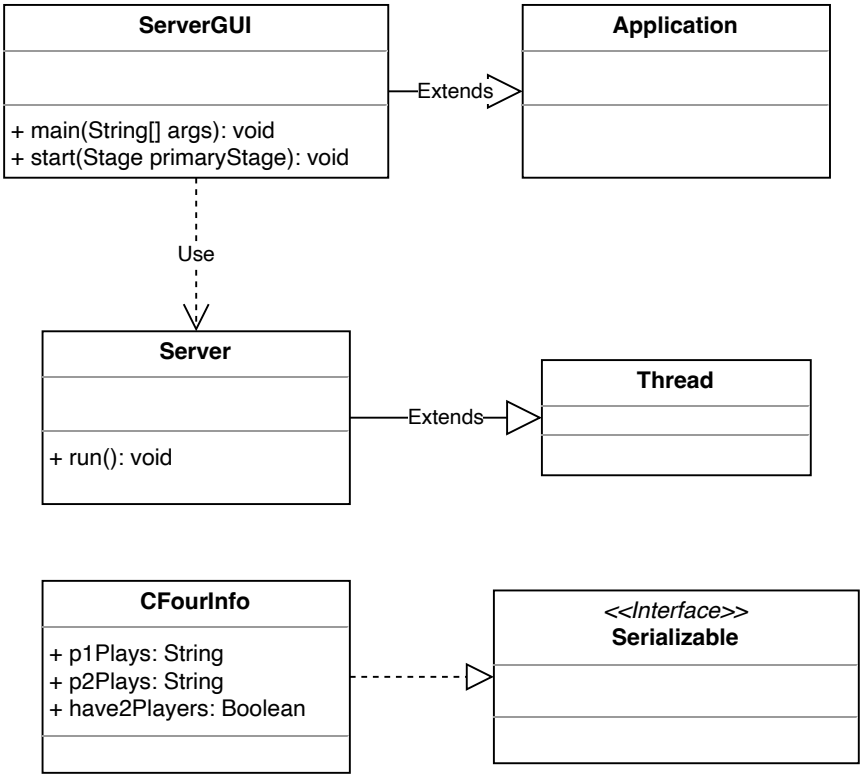 ServerGUI
+ main(String[] args): void
+ start(Stage primaryStage): void
Extends
Application
Use
Server
+ run(): void
Extends
Thread
CFourInfo
+ p1Plays: String
+ p2Plays: String
+ have2Players: Boolean
<<Interface>>
Serializable